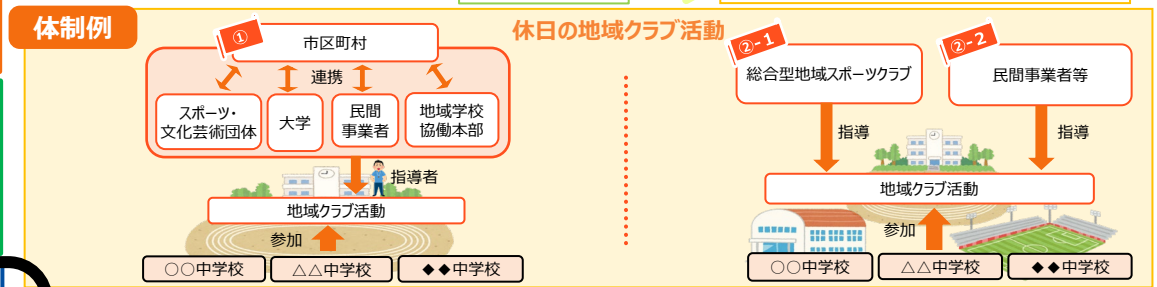 体制例
休日の地域クラブ活動
①
市区町村
連携
スポーツ・
文化芸術団体
大学
民間
事業者
地域学校
協働本部
指導者
地域クラブ活動
参加
○○中学校
△△中学校
◆◆中学校
②-1
総合型地域スポーツクラブ
②-2
民間事業者等
指導
指導
地域クラブ活動
参加
○○中学校
△△中学校
◆◆中学校